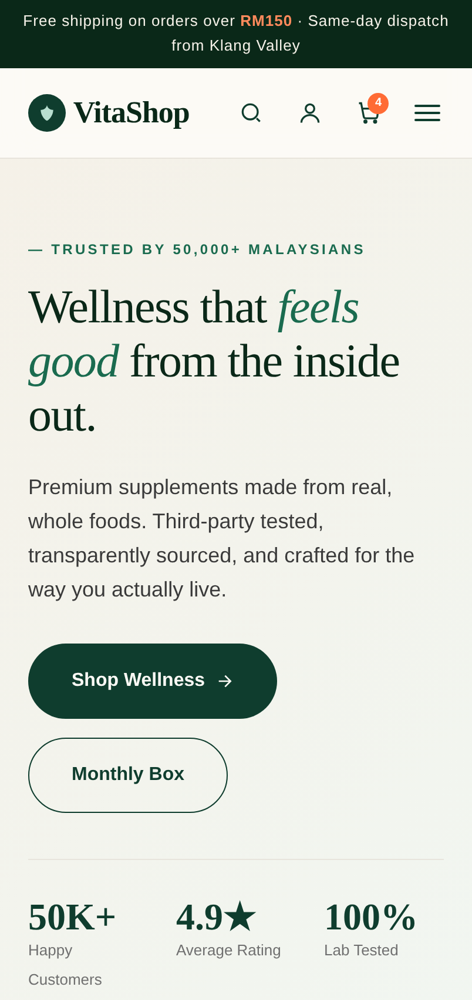 Free shipping on orders over RM150 · Same-day dispatch
from Klang Valley
VitaShop
4
— TRUSTED BY 50,000+ MALAYSIANS
Wellness that feels
good from the inside
out.
Premium supplements made from real,
whole foods. Third-party tested,
transparently sourced, and crafted for the
way you actually live.
Shop Wellness →
Monthly Box
50K+ 4.9★ 100%
Happy Average Rating Lab Tested
Customers